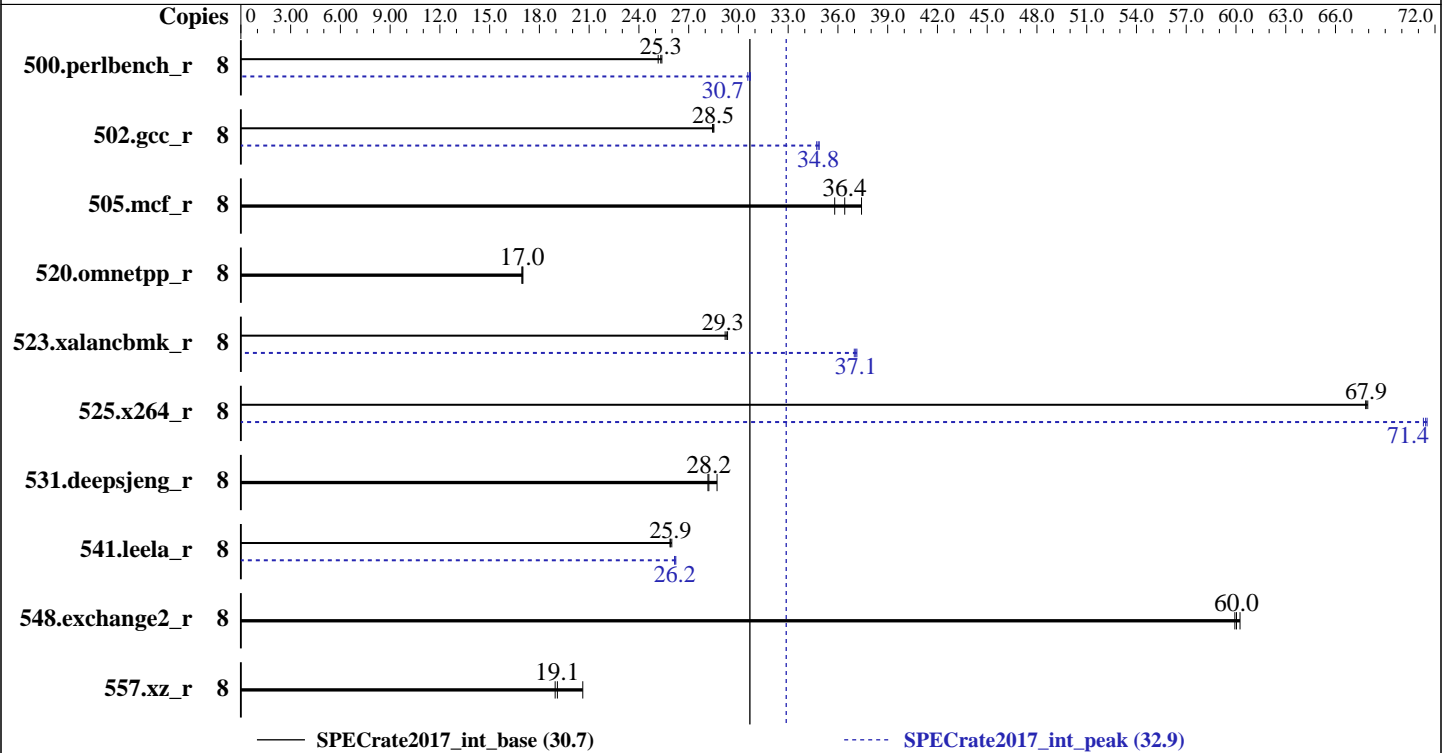 Copies 0 3.00 6.00 9.00 12.0 15.0 18.0 21.0 24.0 27.0 30.0 33.0 36.0 39.0 42.0 45.0 48.0 51.0 54.0 57.0 60.0 63.0 66.0 72.0
25.3
500.perlbench_r 8
30.7
28.5
502.gcc_r 8
34.8
36.4
505.mcf_r 8
17.0
520.omnetpp_r 8
29.3
523.xalancbmk_r 8
37.1
67.9
525.x264_r 8
71.4
28.2
531.deepsjeng_r 8
25.9
541.leela_r 8
26.2
60.0
548.exchange2_r 8
19.1
557.xz_r 8
SPECrate2017_int_base (30.7) SPECrate2017_int_peak (32.9)